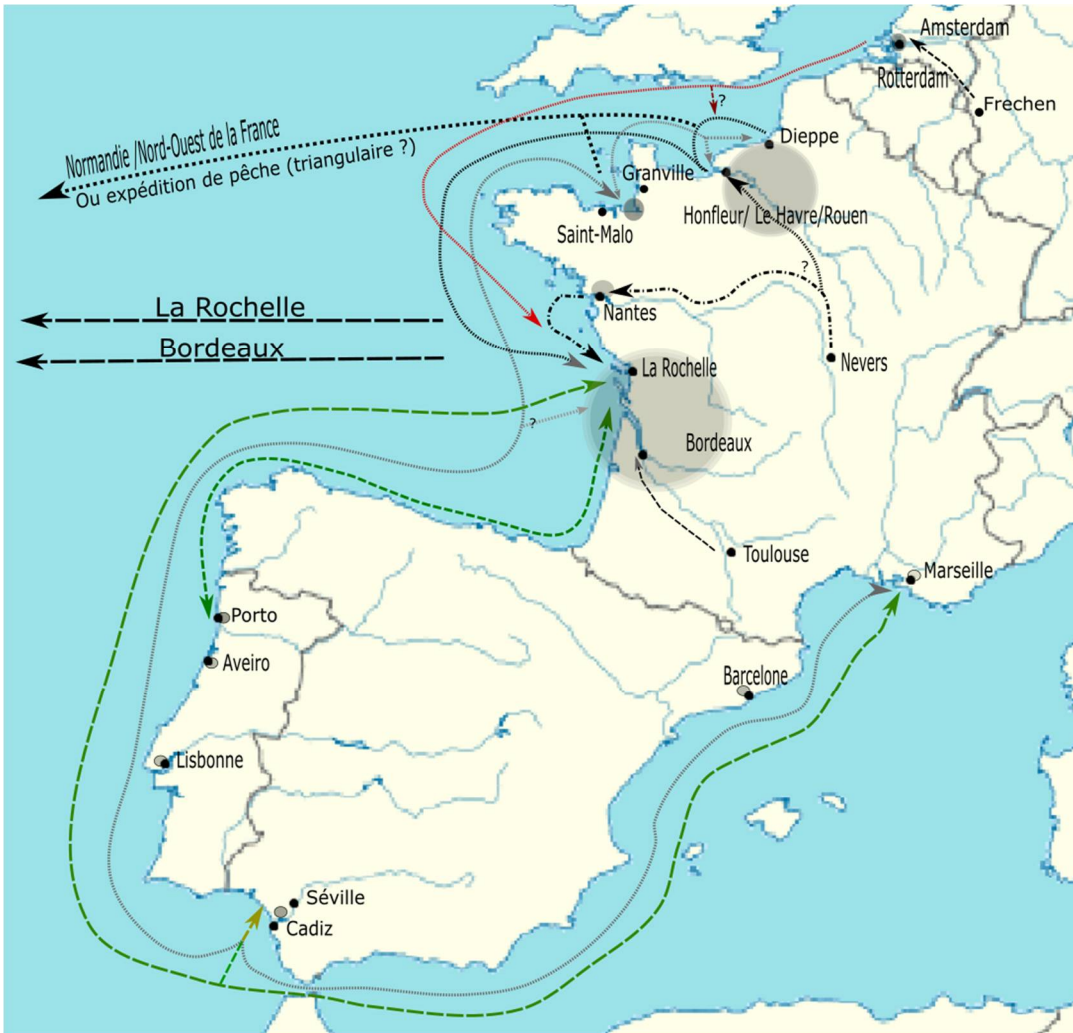 Amsterdam
Rotterdam
Frechen
?
Dieppe
Normandie /Nord-Ouest de la France
Ou expédition de pêche (triangulaire ?)
Granville
Honfleur/ Le Havre/Rouen
Saint-Malo
?
Nantes
La Rochelle
Bordeaux
Nevers
La Rochelle
?
Bordeaux
Toulouse
Marseille
Porto
Aveiro
Barcelone
Lisbonne
Séville
Cadiz